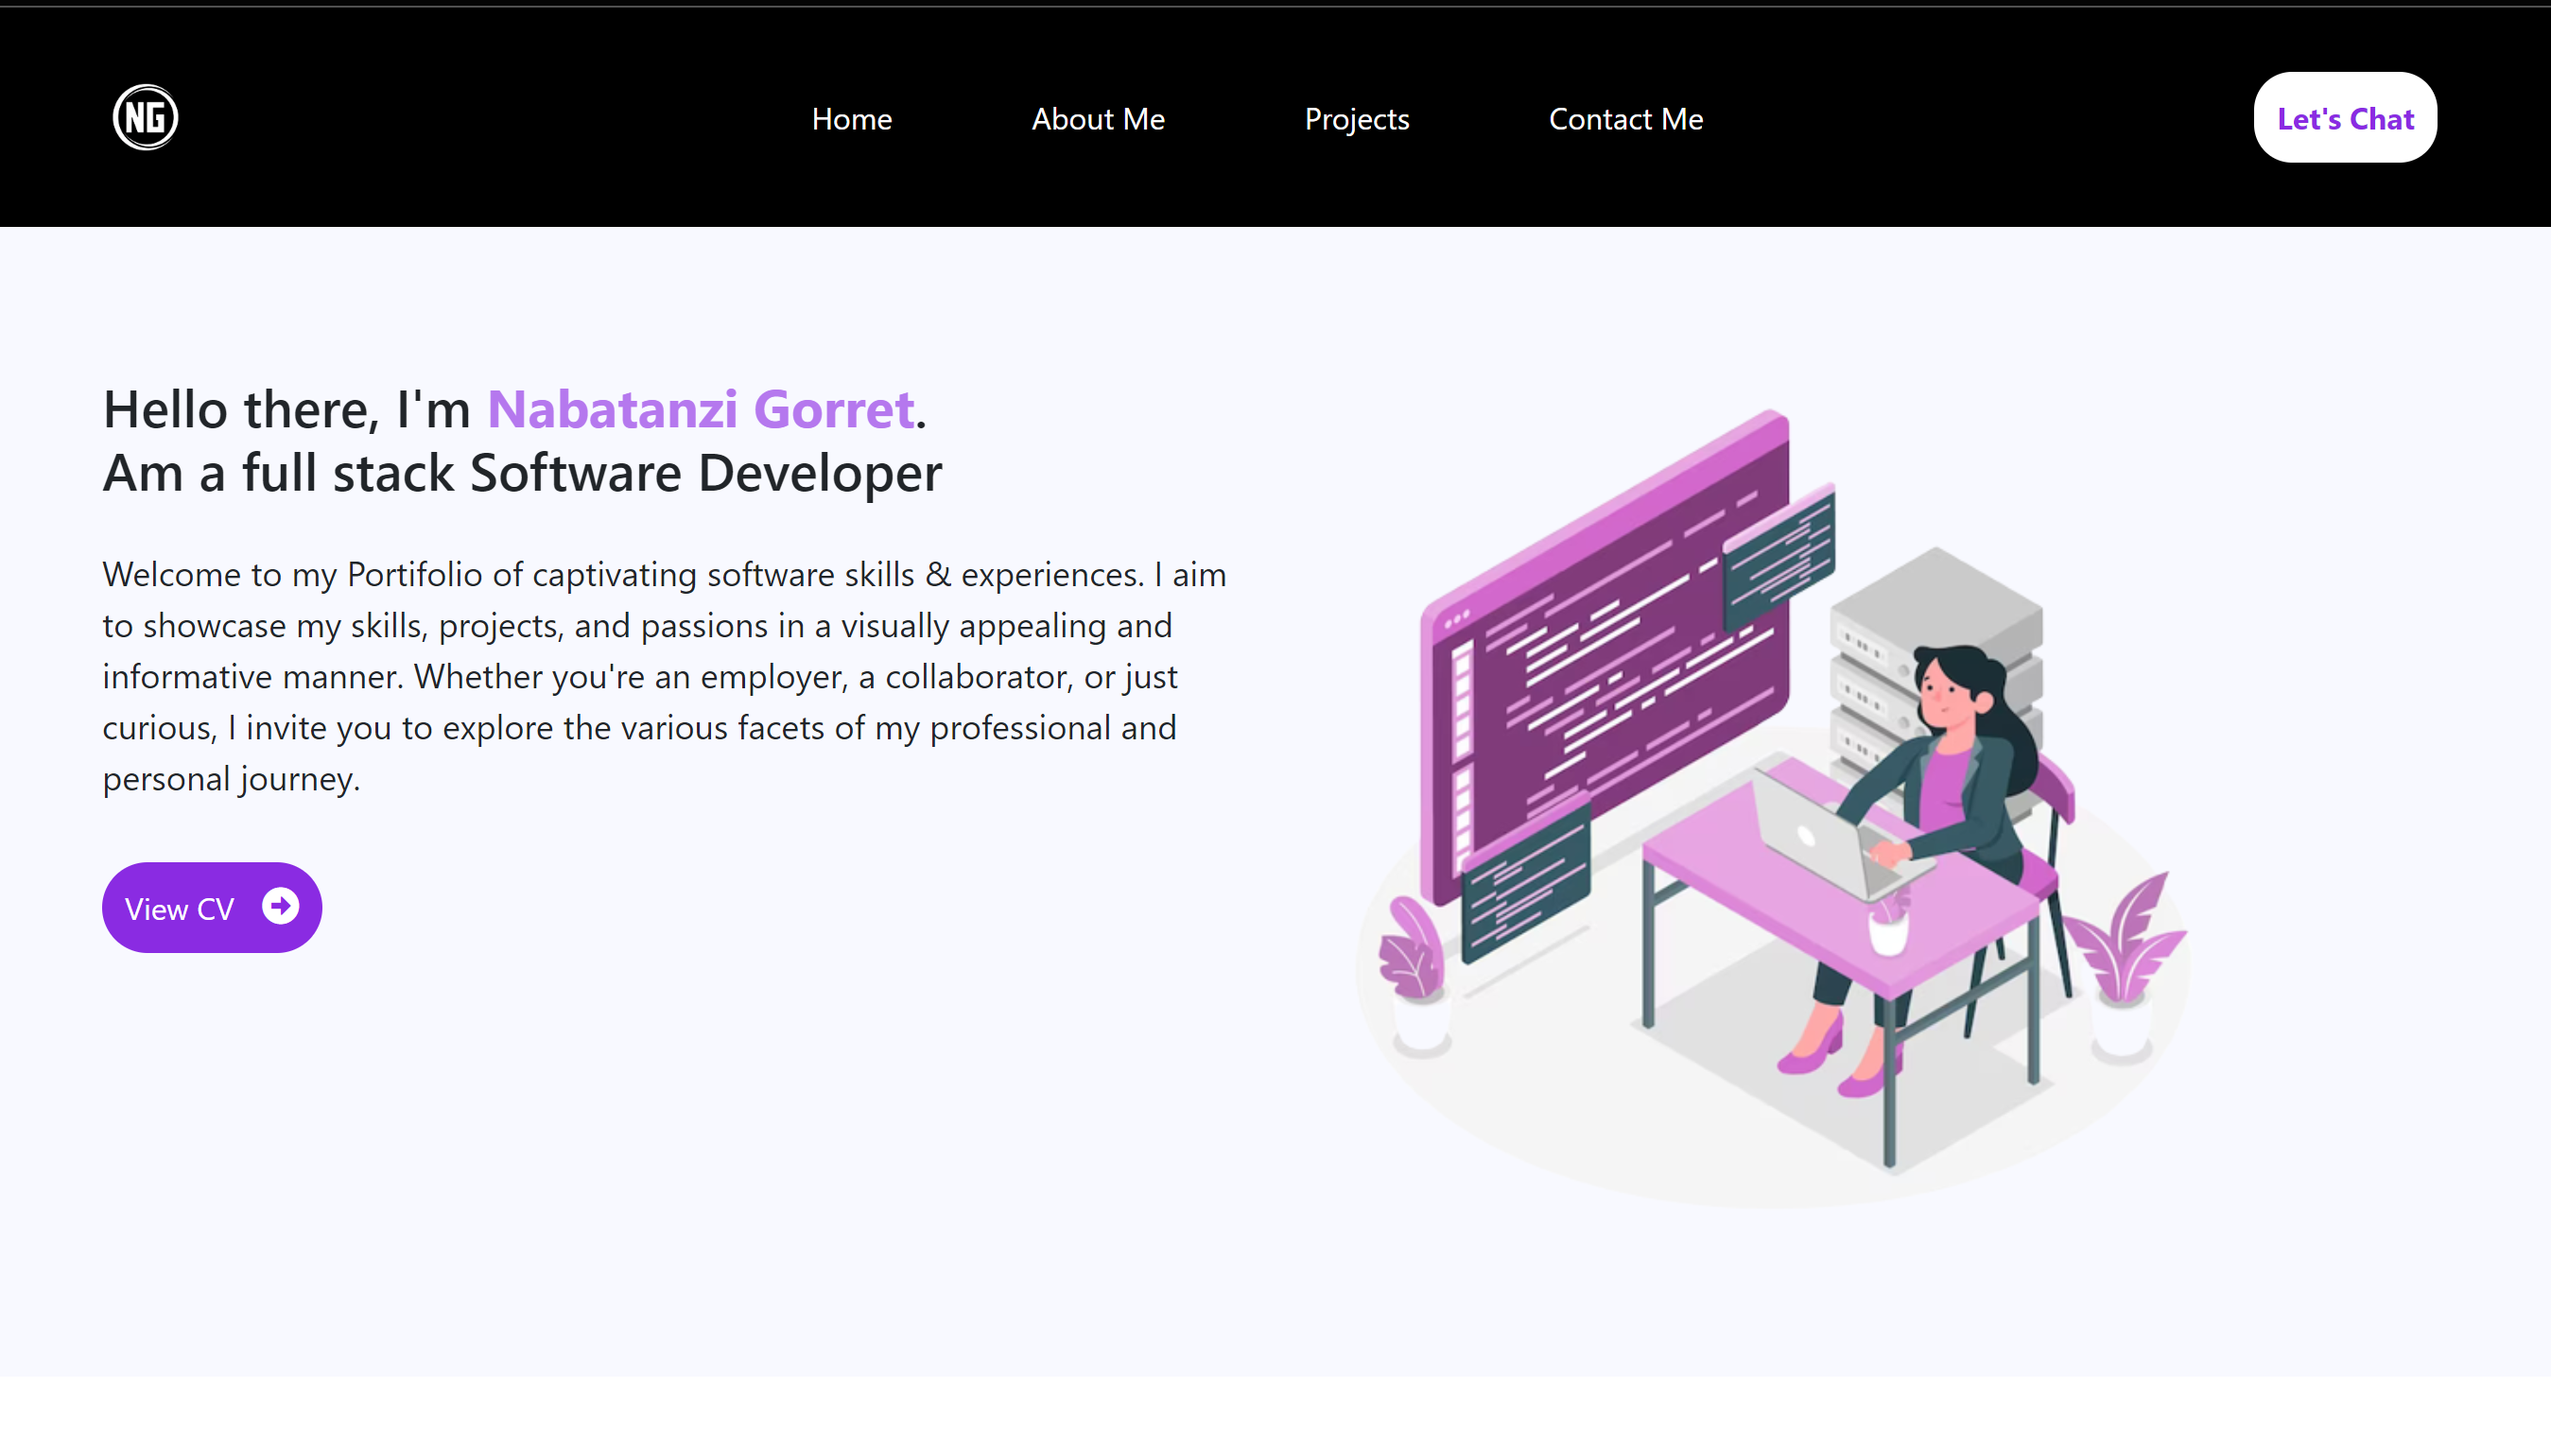 NG
Home About Me Projects Contact Me
Let's Chat
Hello there, I'm Nabatanzi Gorret.
Am a full stack Software Developer
Welcome to my Portifolio of captivating software skills & experiences. I aim
to showcase my skills, projects, and passions in a visually appealing and
informative manner. Whether you're an employer, a collaborator, or just
curious, I invite you to explore the various facets of my professional and
personal journey.
View CV